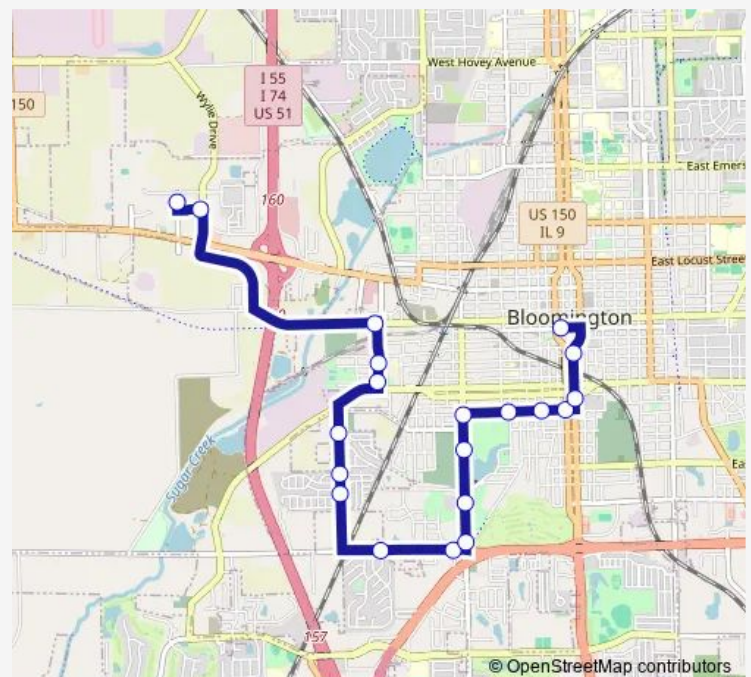 West Hovey Avenue
I 55
I 74
US 51
150
Wylie Drive
East Emers
160
US 150
IL 9
East Locust Stree
Bloomington
Sugar Creek
Ea
157
© OpenStreetMap contributors